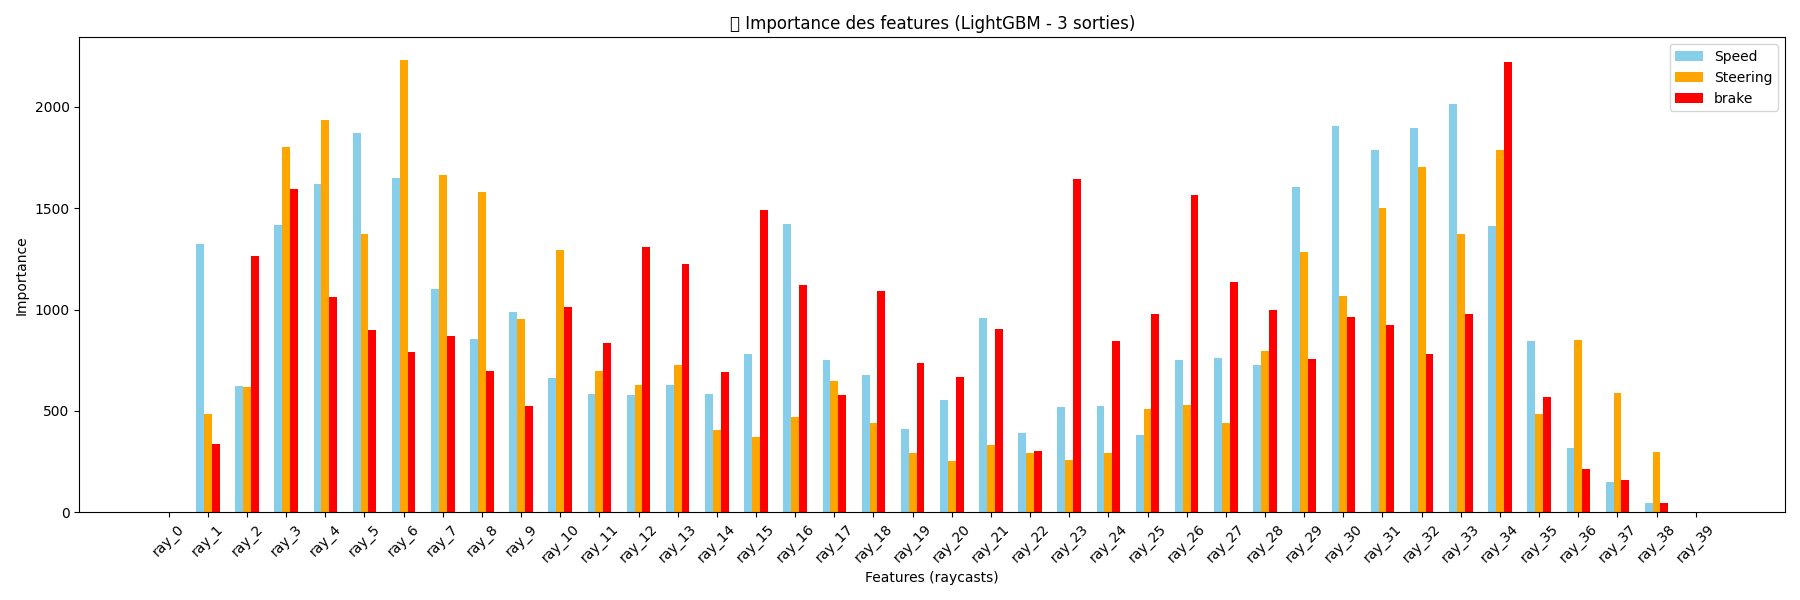 ▯ Importance des features (LightGBM - 3 sorties)
Speed
Steering
brake
2000
1500
1000
500
0
Importance
ray_0
ray_1
ray_2
ray_3
ray_4
ray_5
ray_6
ray_7
ray_8
ray_9
ray_10
ray_11
ray_12
ray_13
ray_14
ray_15
ray_16
ray_17
ray_18
ray_19
ray_20
ray_21
ray_22
ray_23
ray_24
ray_25
ray_26
ray_27
ray_28
ray_29
ray_30
ray_31
ray_32
ray_33
ray_34
ray_35
ray_36
ray_37
ray_38
ray_39
Features (raycasts)